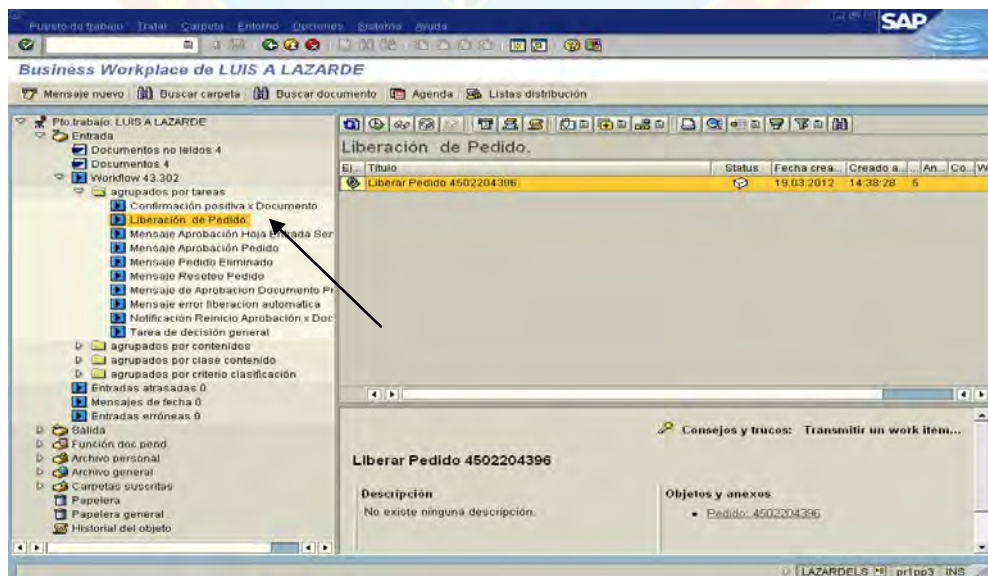 Puesto de trabajo Tratar Carpeta Entorno Opciones Sistema Ayuda
SAP
Business Workplace de LUIS A LAZARDE
Mensaje nuevo Buscar carpeta Buscar documento Agenda Listas distribución
Pto.trabajo: LUIS A LAZARDE
Entrada
Documentos no leídos 4
Documentos 4
Workflow 43.302
agrupados por tareas
Confirmación positiva x Documento
Liberación de Pedido
Mensaje Aprobación Hoja Entrada Ser
Mensaje Aprobación Pedido
Mensaje Pedido Eliminado
Mensaje Reseteo Pedido
Mensaje de Aprobacion Documento Pr
Mensaje error liberacion automatica
Notificación Reinicio Aprobación x Doc
Tarea de decisión general
agrupados por contenidos
agrupados por clase contenido
agrupados por criterio clasificación
Entradas atrasadas 0
Mensajes de fecha 0
Entradas erróneas 0
Salida
Función doc.pend.
Archivo personal
Archivo general
Carpetas suscritas
Papelera
Papelera general
Historial del objeto
Liberación de Pedido.
Ej... Título Status Fecha crea... Creado a... ... An... Co... W
Liberar Pedido 4502204396 19.03.2012 14:38:28 5
Consejos y trucos: Transmitir un work item...
Liberar Pedido 4502204396
Descripción
No existe ninguna descripción.
Objetos y anexos
Pedido: 4502204396
LAZARDELS prtpp3 INS